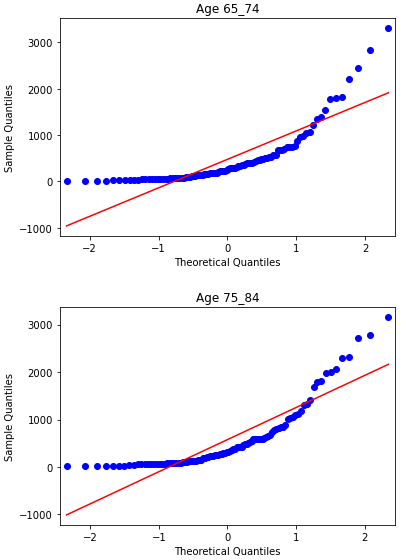 Age 65_74
3000
2000
1000
0
−1000
Sample Quantiles
−2 −1 0 1 2
Theoretical Quantiles
Age 75_84
3000
2000
1000
0
−1000
Sample Quantiles
−2 −1 0 1 2
Theoretical Quantiles